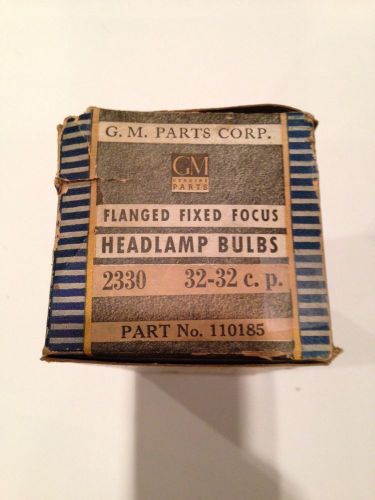 G. M. PARTS CORP.
GM
GENUINE
PARTS
FLANGED FIXED FOCUS
HEADLAMP BULBS
2330 32-32 c. p.
PART No. 110185